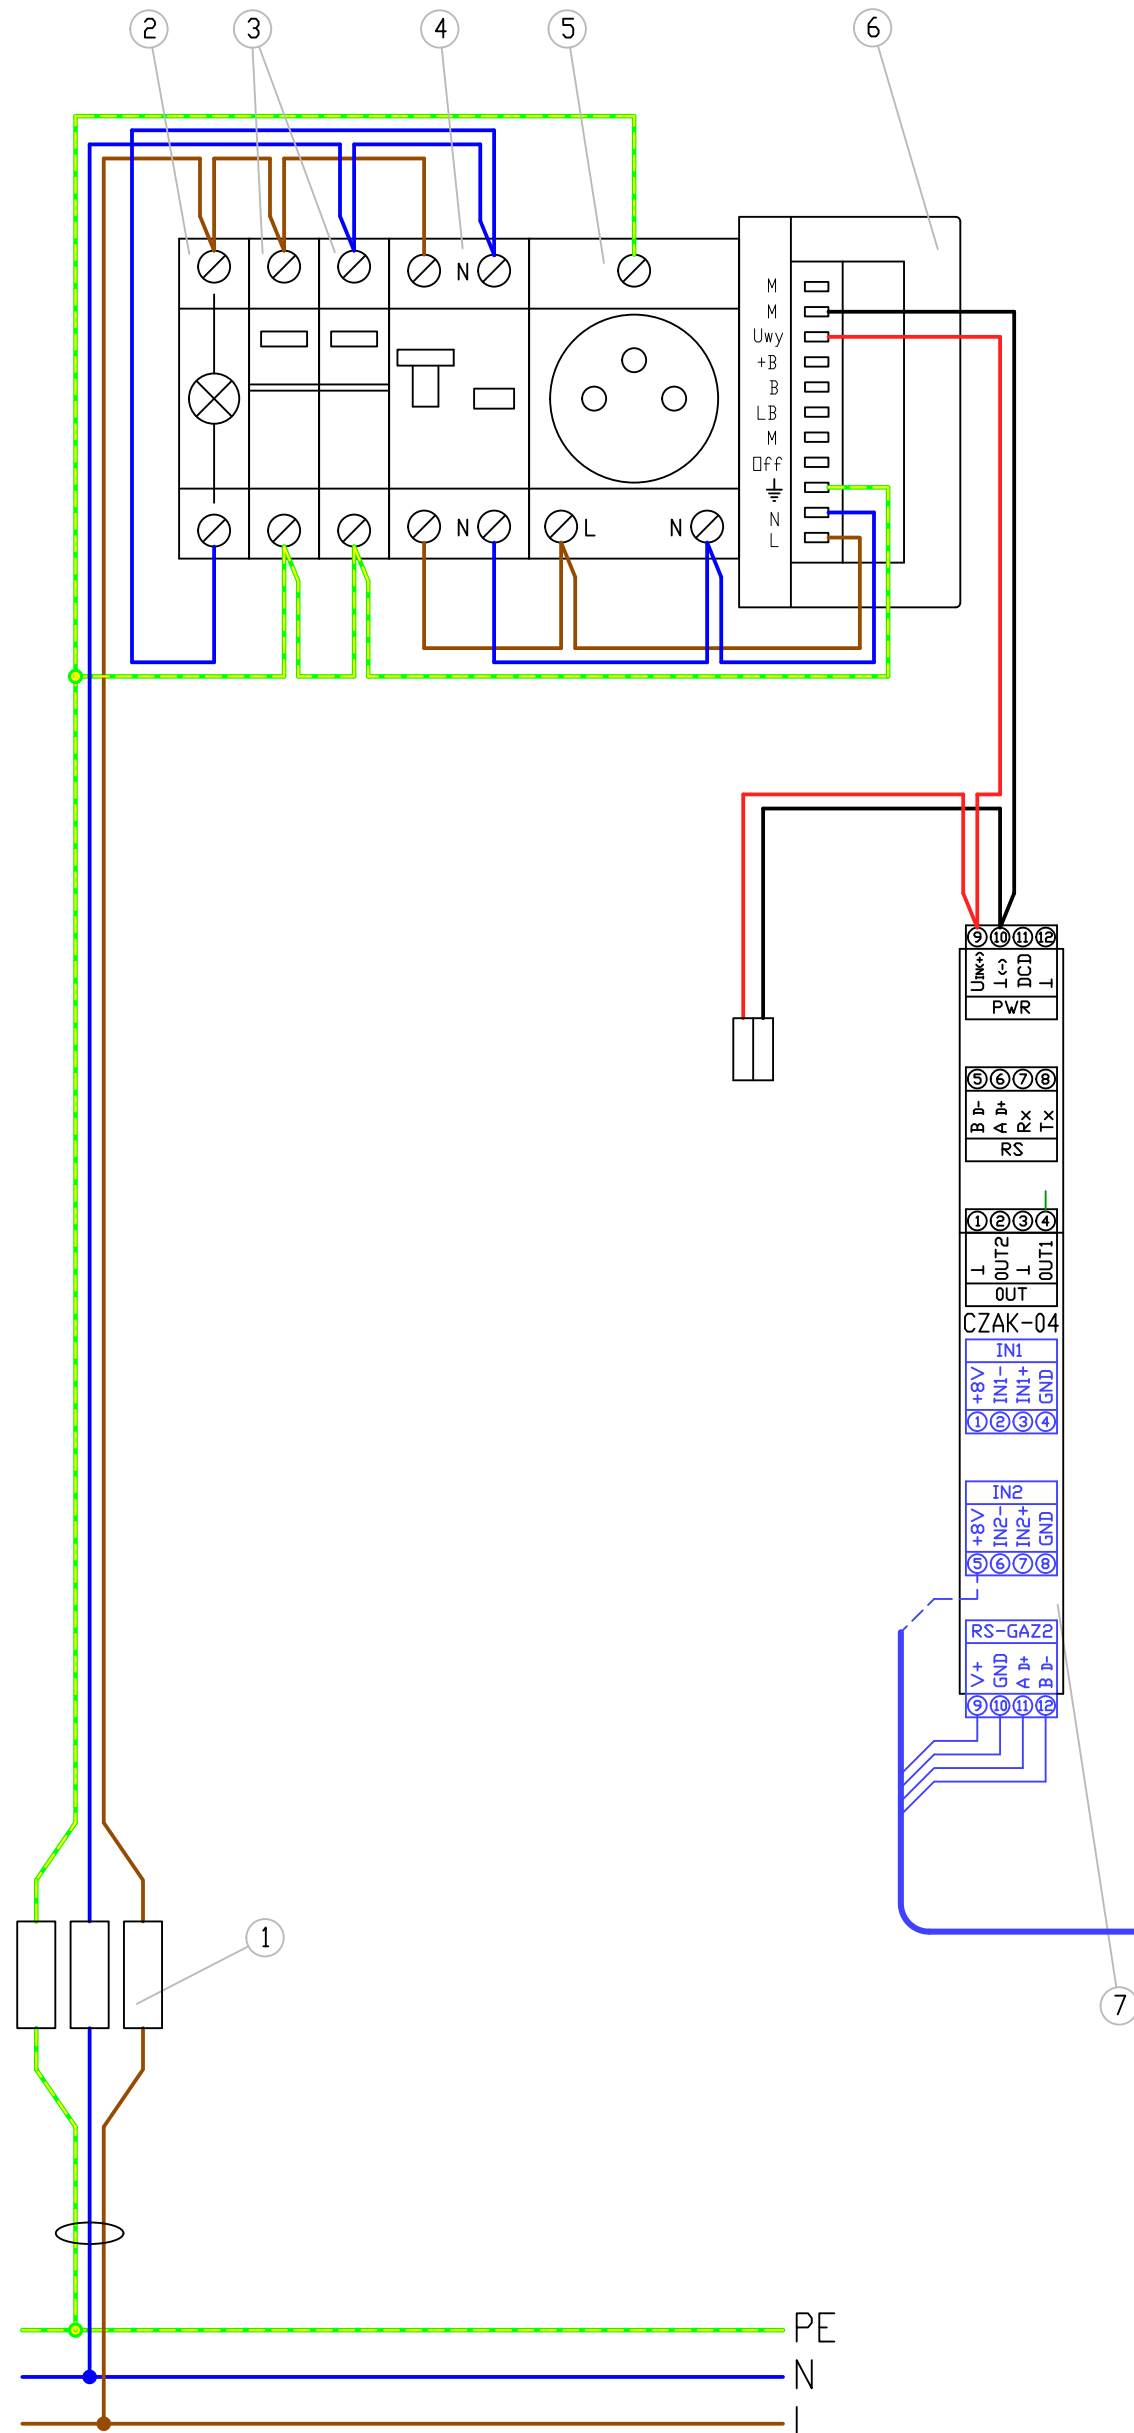 2 3 4 5 6
N
M
M
Uwy
+B
B
LB
M
Off
N
L
N L N
9 10 11 12
UIN(+) ⊥(-) DCD ⊥
PWR
5 6 7 8
B D- A D+ Rx Tx
RS
1 2 3 4
⊥ OUT2 ⊥ OUT1
OUT
CZAK-04
IN1
+8V IN1- IN1+ GND
1 2 3 4
IN2
+8V IN2- IN2+ GND
5 6 7 8
RS-GAZ2
V+ GND A D+ B D-
9 10 11 12
1
7
PE
N